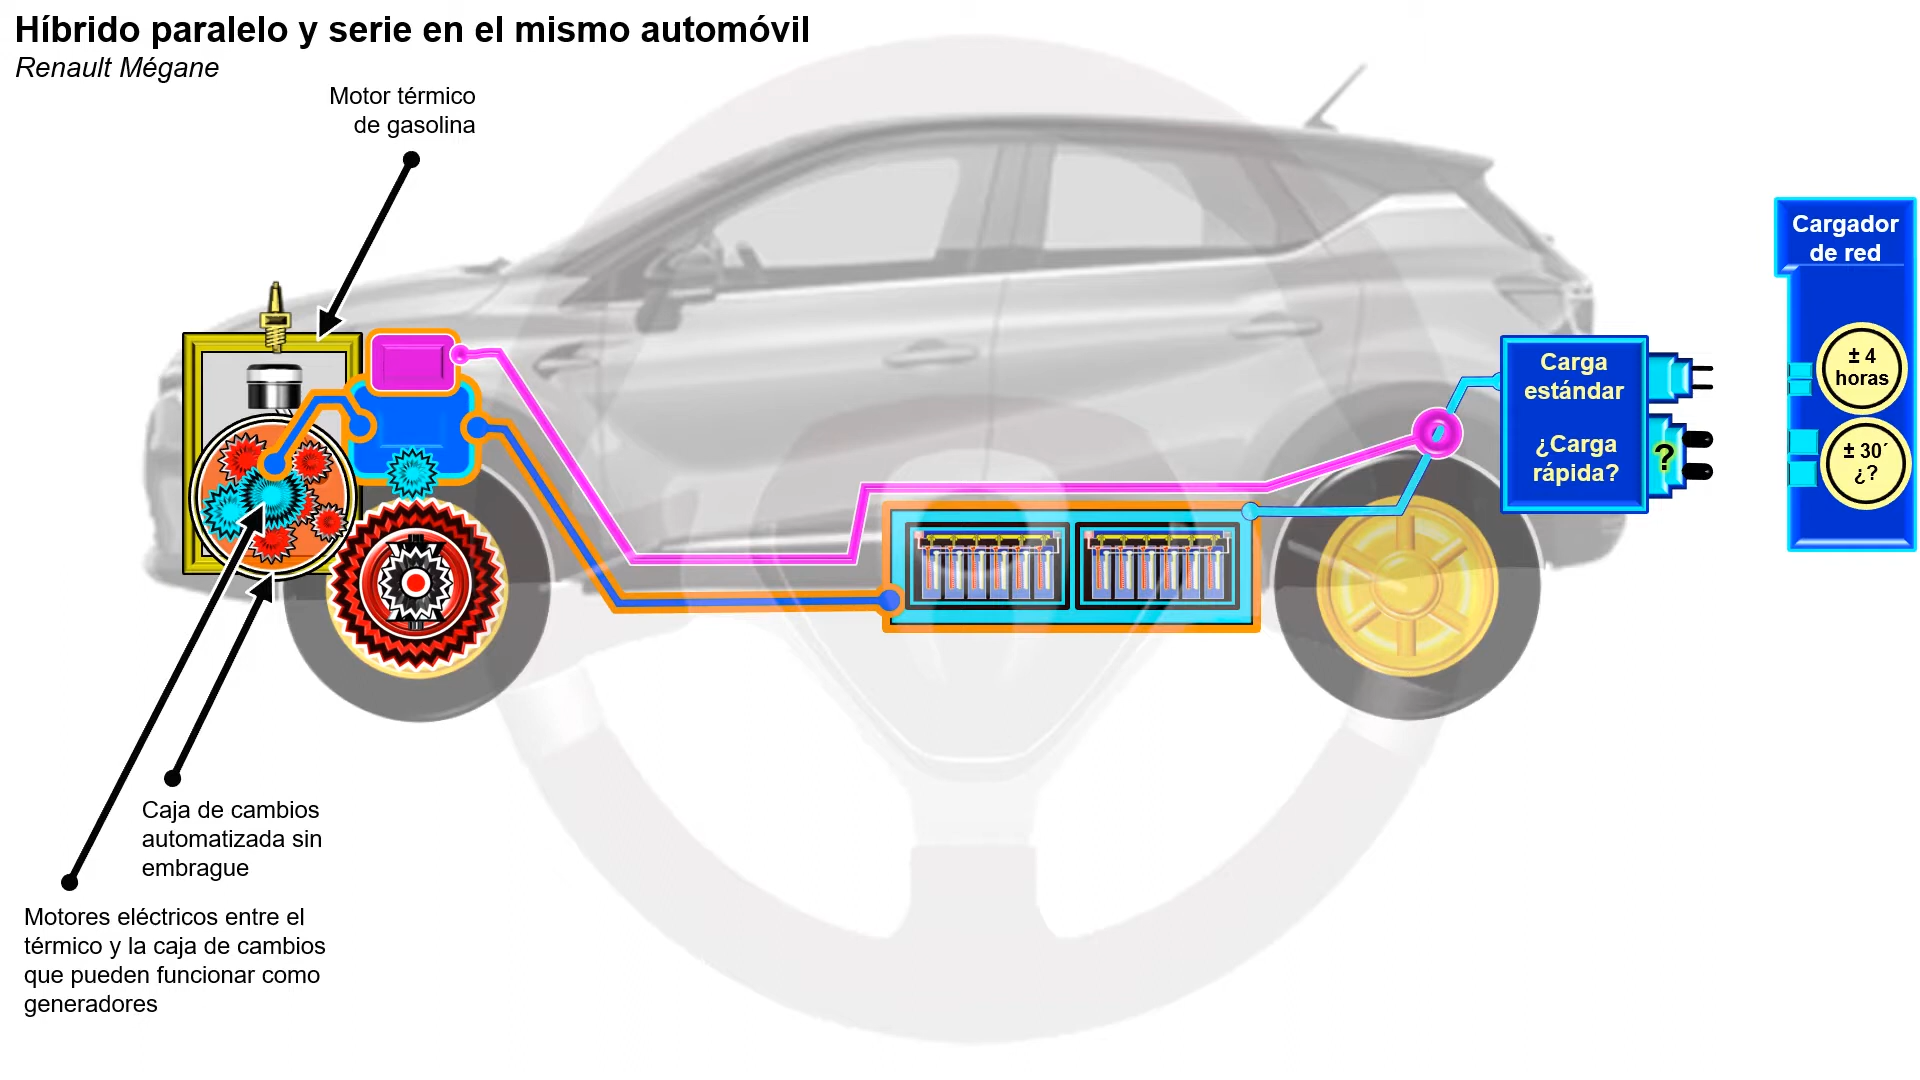 Híbrido paralelo y serie en el mismo automóvil
Renault Mégane
Motor térmico
de gasolina
Cargador
de red
± 4
horas
± 30´
¿?
Carga
estándar
¿Carga
rápida?
?
Caja de cambios
automatizada sin
embrague
Motores eléctricos entre el
térmico y la caja de cambios
que pueden funcionar como
generadores